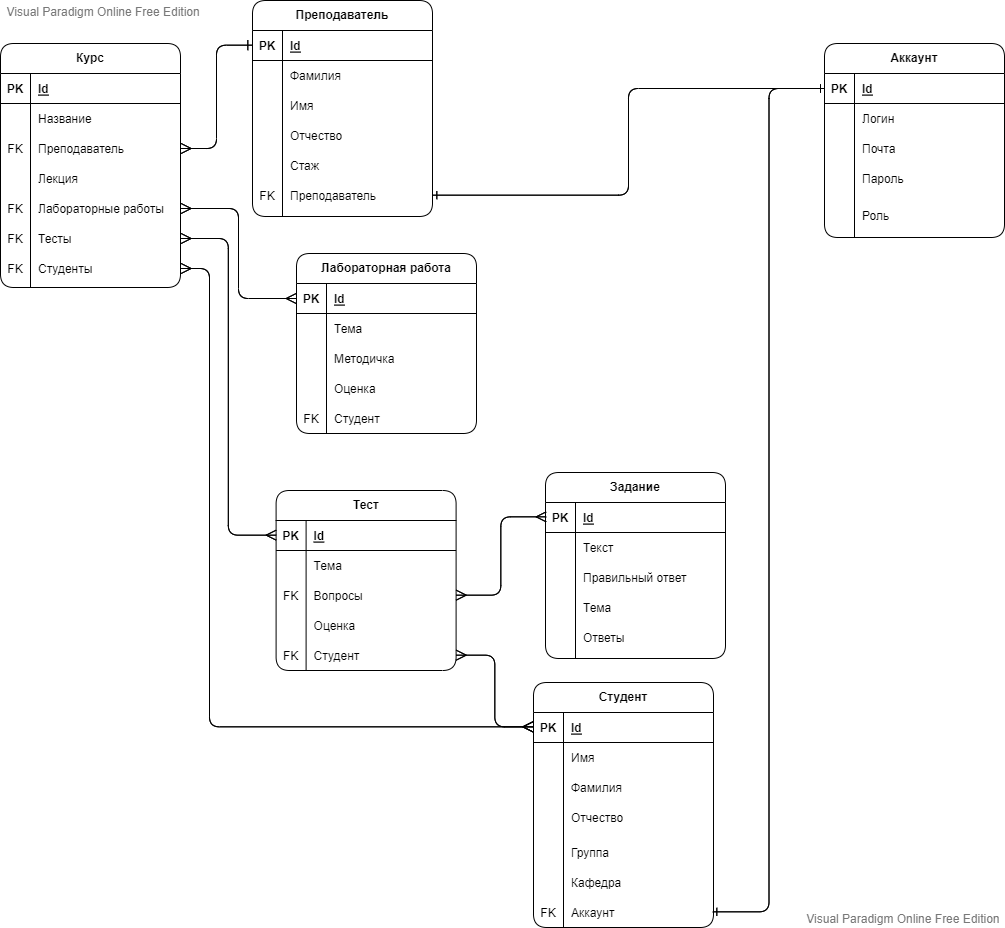 Visual Paradigm Online Free Edition
Курс
PK Id
Название
FK Преподаватель
Лекция
FK Лабораторные работы
FK Тесты
FK Студенты
Преподаватель
PK Id
Фамилия
Имя
Отчество
Стаж
FK Преподаватель
Аккаунт
PK Id
Логин
Почта
Пароль
Роль
Лабораторная работа
PK Id
Тема
Методичка
Оценка
FK Студент
Тест
PK Id
Тема
FK Вопросы
Оценка
FK Студент
Задание
PK Id
Текст
Правильный ответ
Тема
Ответы
Студент
PK Id
Имя
Фамилия
Отчество
Группа
Кафедра
FK Аккаунт
Visual Paradigm Online Free Edition